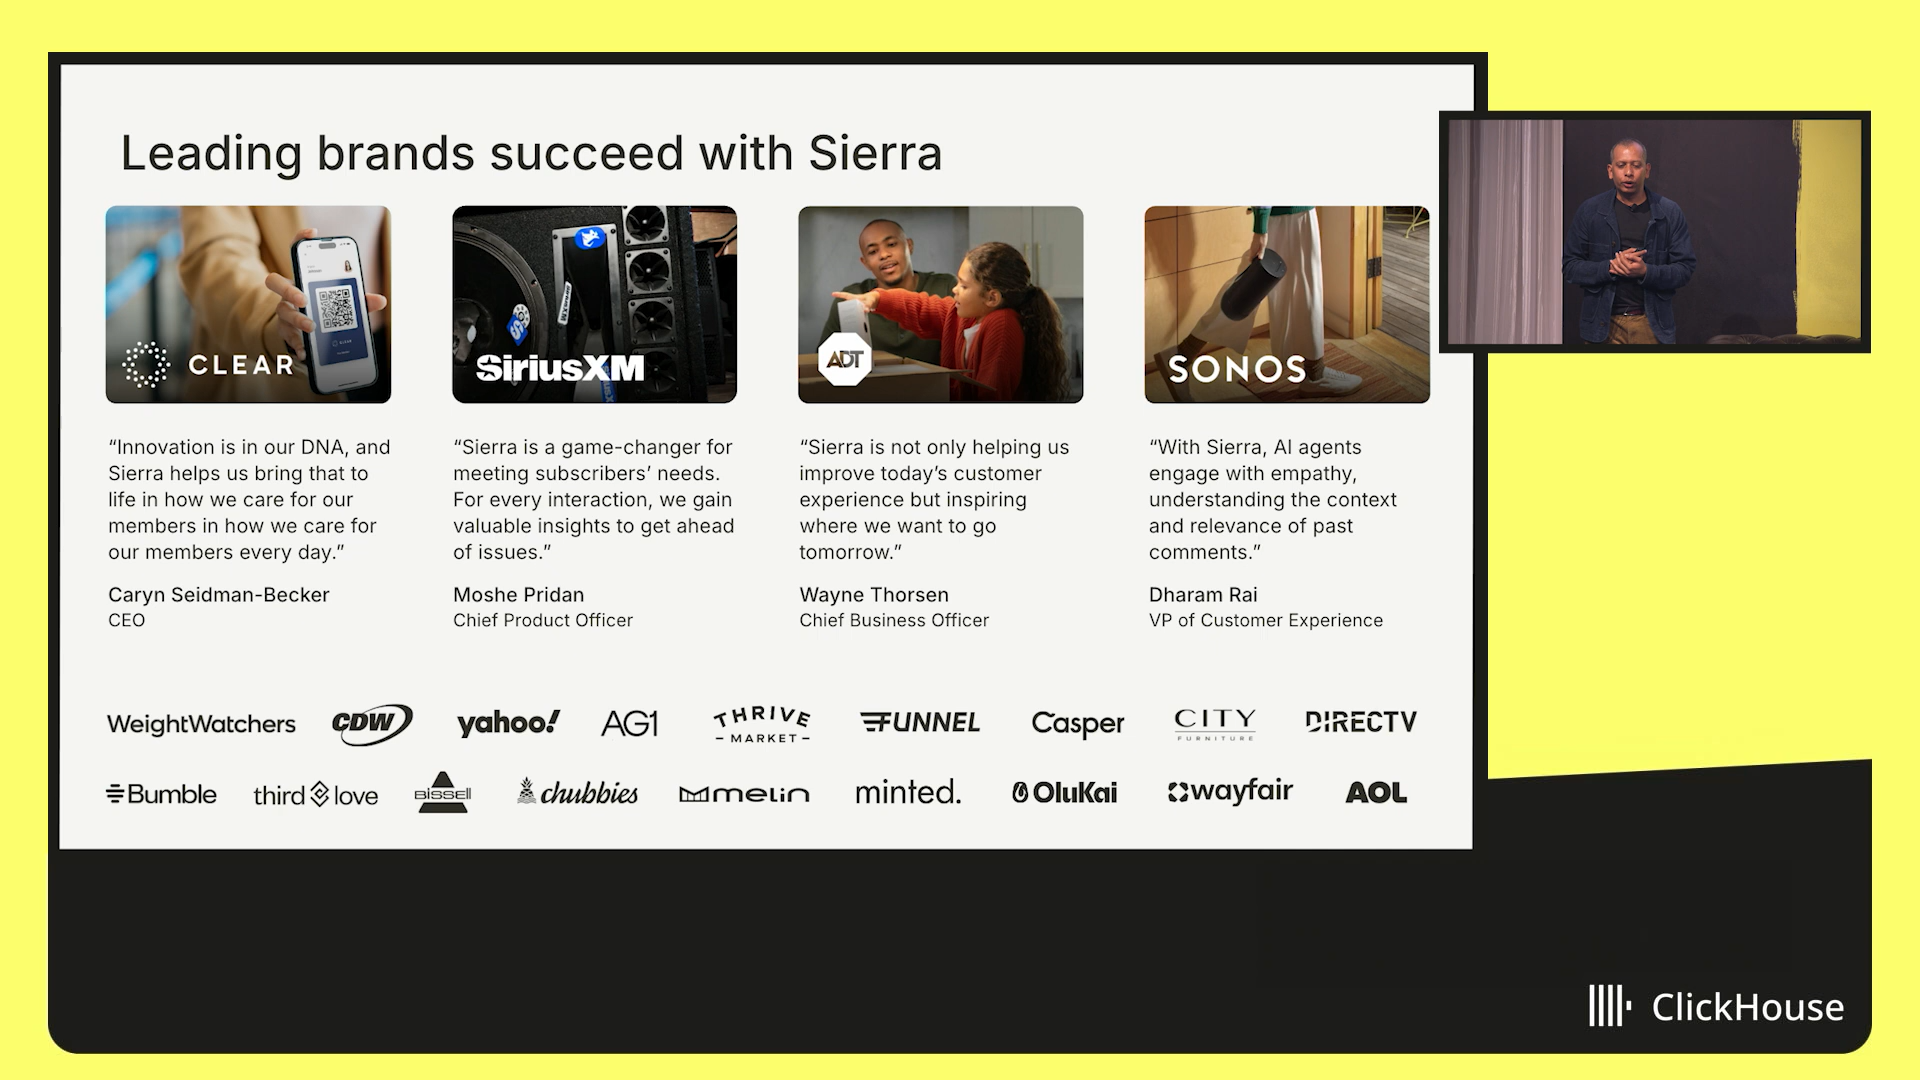 Leading brands succeed with Sierra
CLEAR
SiriusXM
ADT
SONOS
“Innovation is in our DNA, and
Sierra helps us bring that to
life in how we care for our
members in how we care for
our members every day.”
Caryn Seidman-Becker
CEO
“Sierra is a game-changer for
meeting subscribers’ needs.
For every interaction, we gain
valuable insights to get ahead
of issues.”
Moshe Pridan
Chief Product Officer
“Sierra is not only helping us
improve today’s customer
experience but inspiring
where we want to go
tomorrow.”
Wayne Thorsen
Chief Business Officer
“With Sierra, AI agents
engage with empathy,
understanding the context
and relevance of past
comments.”
Dharam Rai
VP of Customer Experience
WeightWatchers
CDW
yahoo!
AG1
THRIVE
– MARKET –
FUNNEL
Casper
CITY
FURNITURE
DIRECTV
Bumble
third love
BISSELL
chubbies
melin
minted.
OluKai
wayfair
AOL
ClickHouse